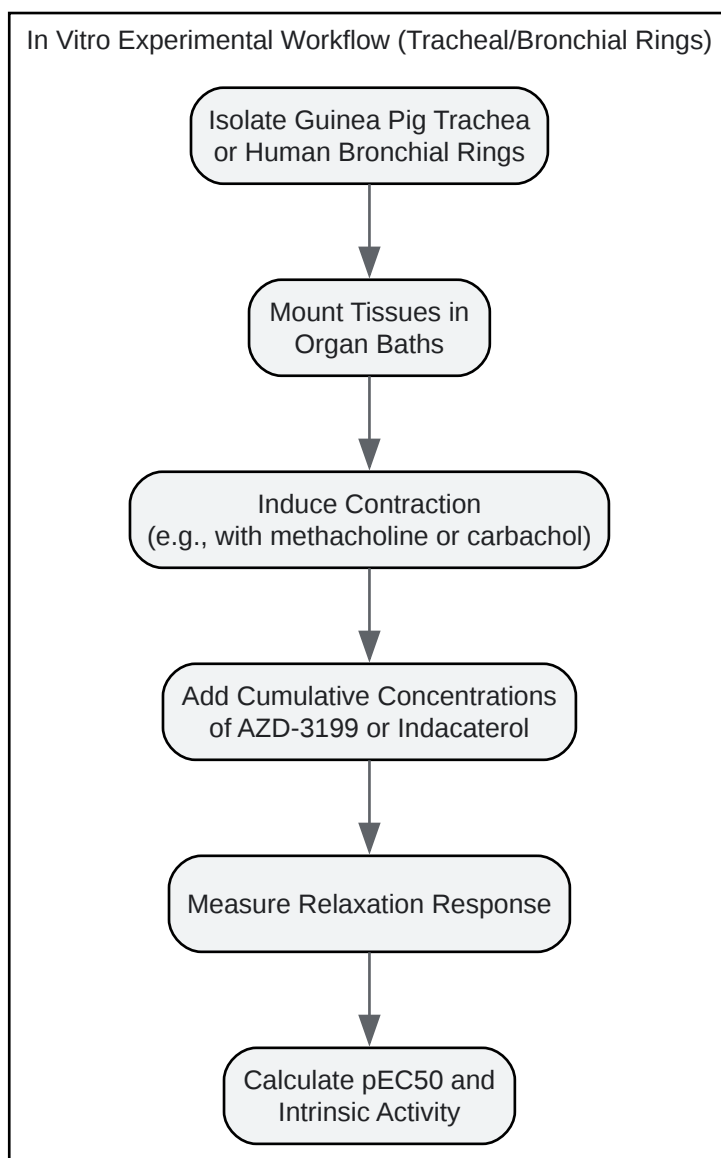 In Vitro Experimental Workflow (Tracheal/Bronchial Rings)
Isolate Guinea Pig Trachea
or Human Bronchial Rings
Mount Tissues in
Organ Baths
Induce Contraction
(e.g., with methacholine or carbachol)
Add Cumulative Concentrations
of AZD-3199 or Indacaterol
Measure Relaxation Response
Calculate pEC50 and
Intrinsic Activity